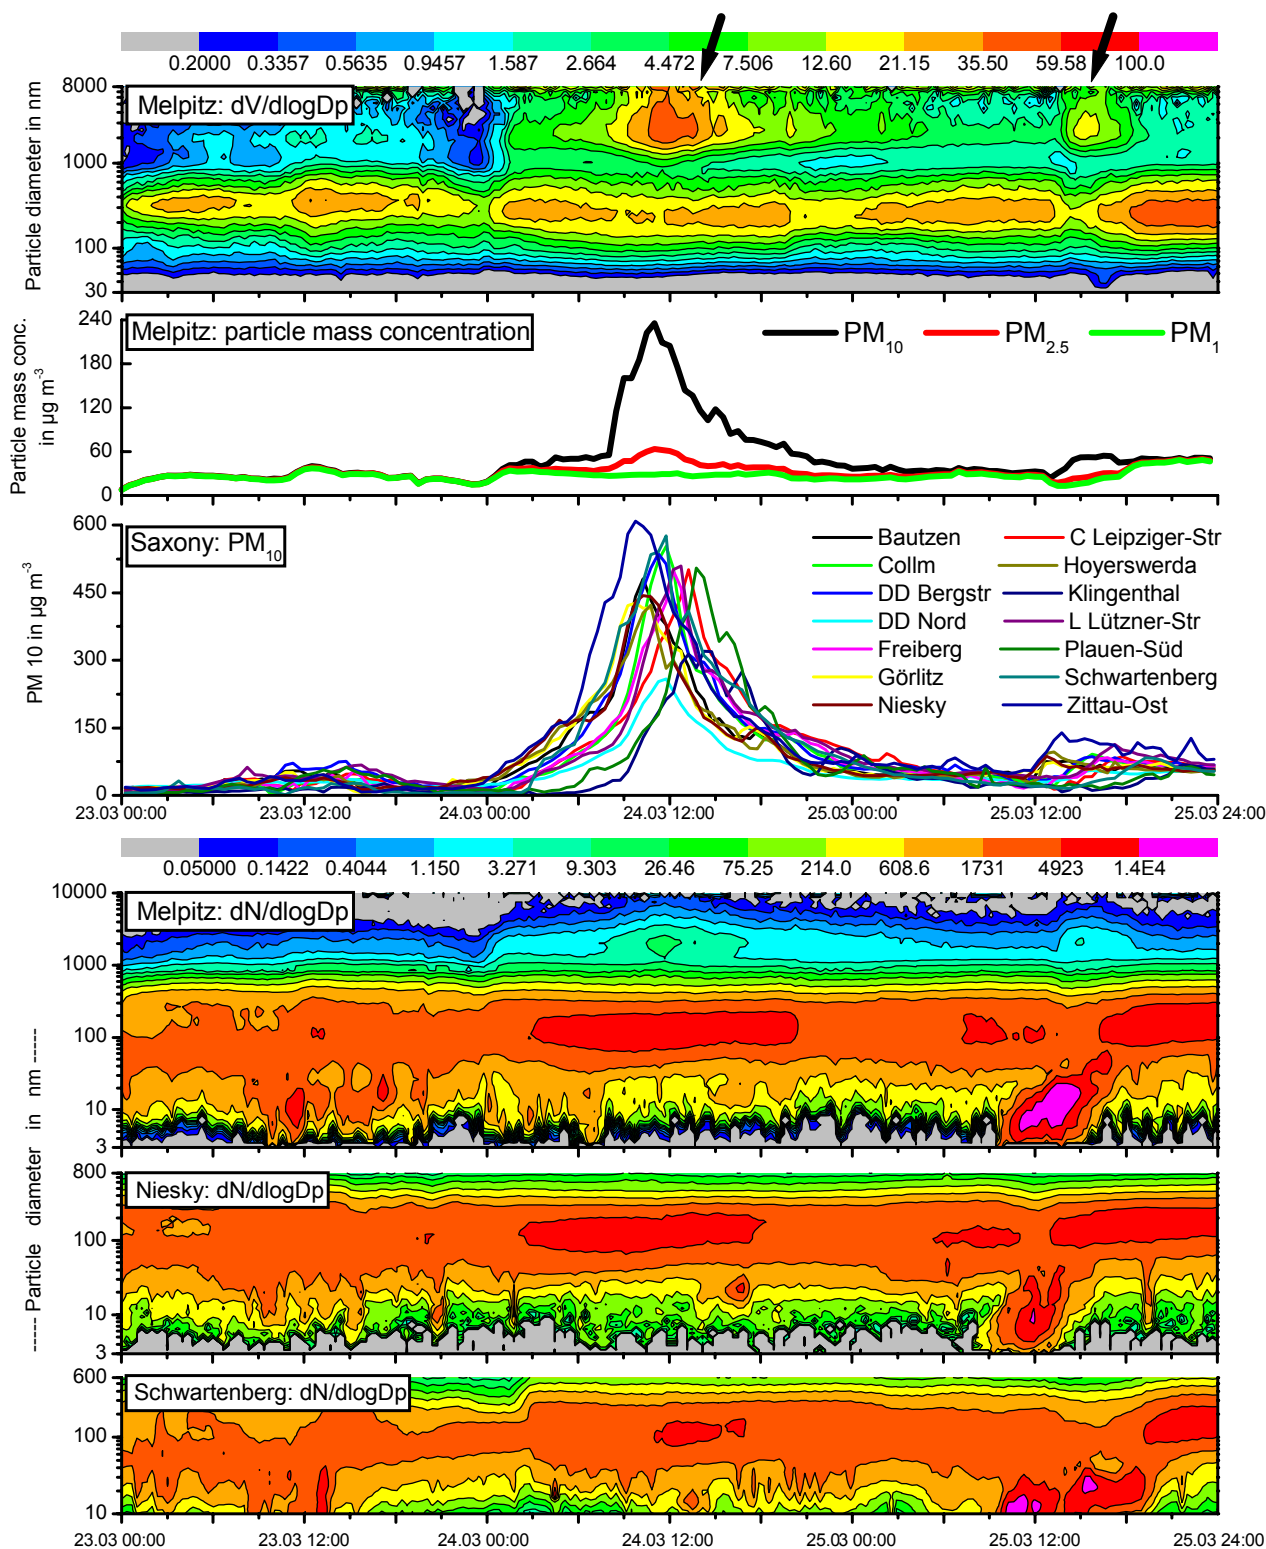 0.2000 0.3357 0.5635 0.9457 1.587 2.664 4.472 7.506 12.60 21.15 35.50 59.58 100.0
Particle diameter in nm
8000
1000
100
30
Melpitz: dV/dlogDp
Particle mass conc.
in µg m-3
240
180
120
60
0
Melpitz: particle mass concentration
PM10 PM2.5 PM1
PM 10 in µg m-3
600
450
300
150
0
Saxony: PM10
Bautzen C Leipziger-Str
Collm Hoyerswerda
DD Bergstr Klingenthal
DD Nord L Lützner-Str
Freiberg Plauen-Süd
Görlitz Schwartenberg
Niesky Zittau-Ost
23.03 00:00 23.03 12:00 24.03 00:00 24.03 12:00 25.03 00:00 25.03 12:00 25.03 24:00
0.05000 0.1422 0.4044 1.150 3.271 9.303 26.46 75.25 214.0 608.6 1731 4923 1.4E4
----- Particle diameter in nm -----
10000
1000
100
10
3
Melpitz: dN/dlogDp
800
100
10
3
Niesky: dN/dlogDp
600
100
10
Schwartenberg: dN/dlogDp
23.03 00:00 23.03 12:00 24.03 00:00 24.03 12:00 25.03 00:00 25.03 12:00 25.03 24:00